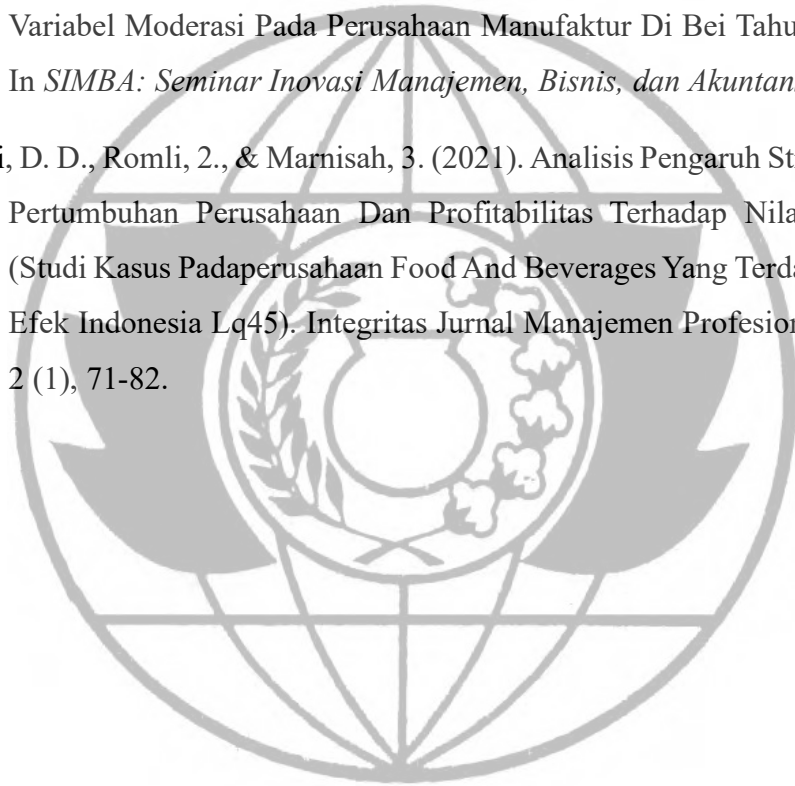 Variabel Moderasi Pada Perusahaan Manufaktur Di Bei Tahu
In SIMBA: Seminar Inovasi Manajemen, Bisnis, dan Akuntan
i, D. D., Romli, 2., & Marnisah, 3. (2021). Analisis Pengaruh St
Pertumbuhan Perusahaan Dan Profitabilitas Terhadap Nila
(Studi Kasus Padaperusahaan Food And Beverages Yang Terda
Efek Indonesia Lq45). Integritas Jurnal Manajemen Profesion
2 (1), 71-82.